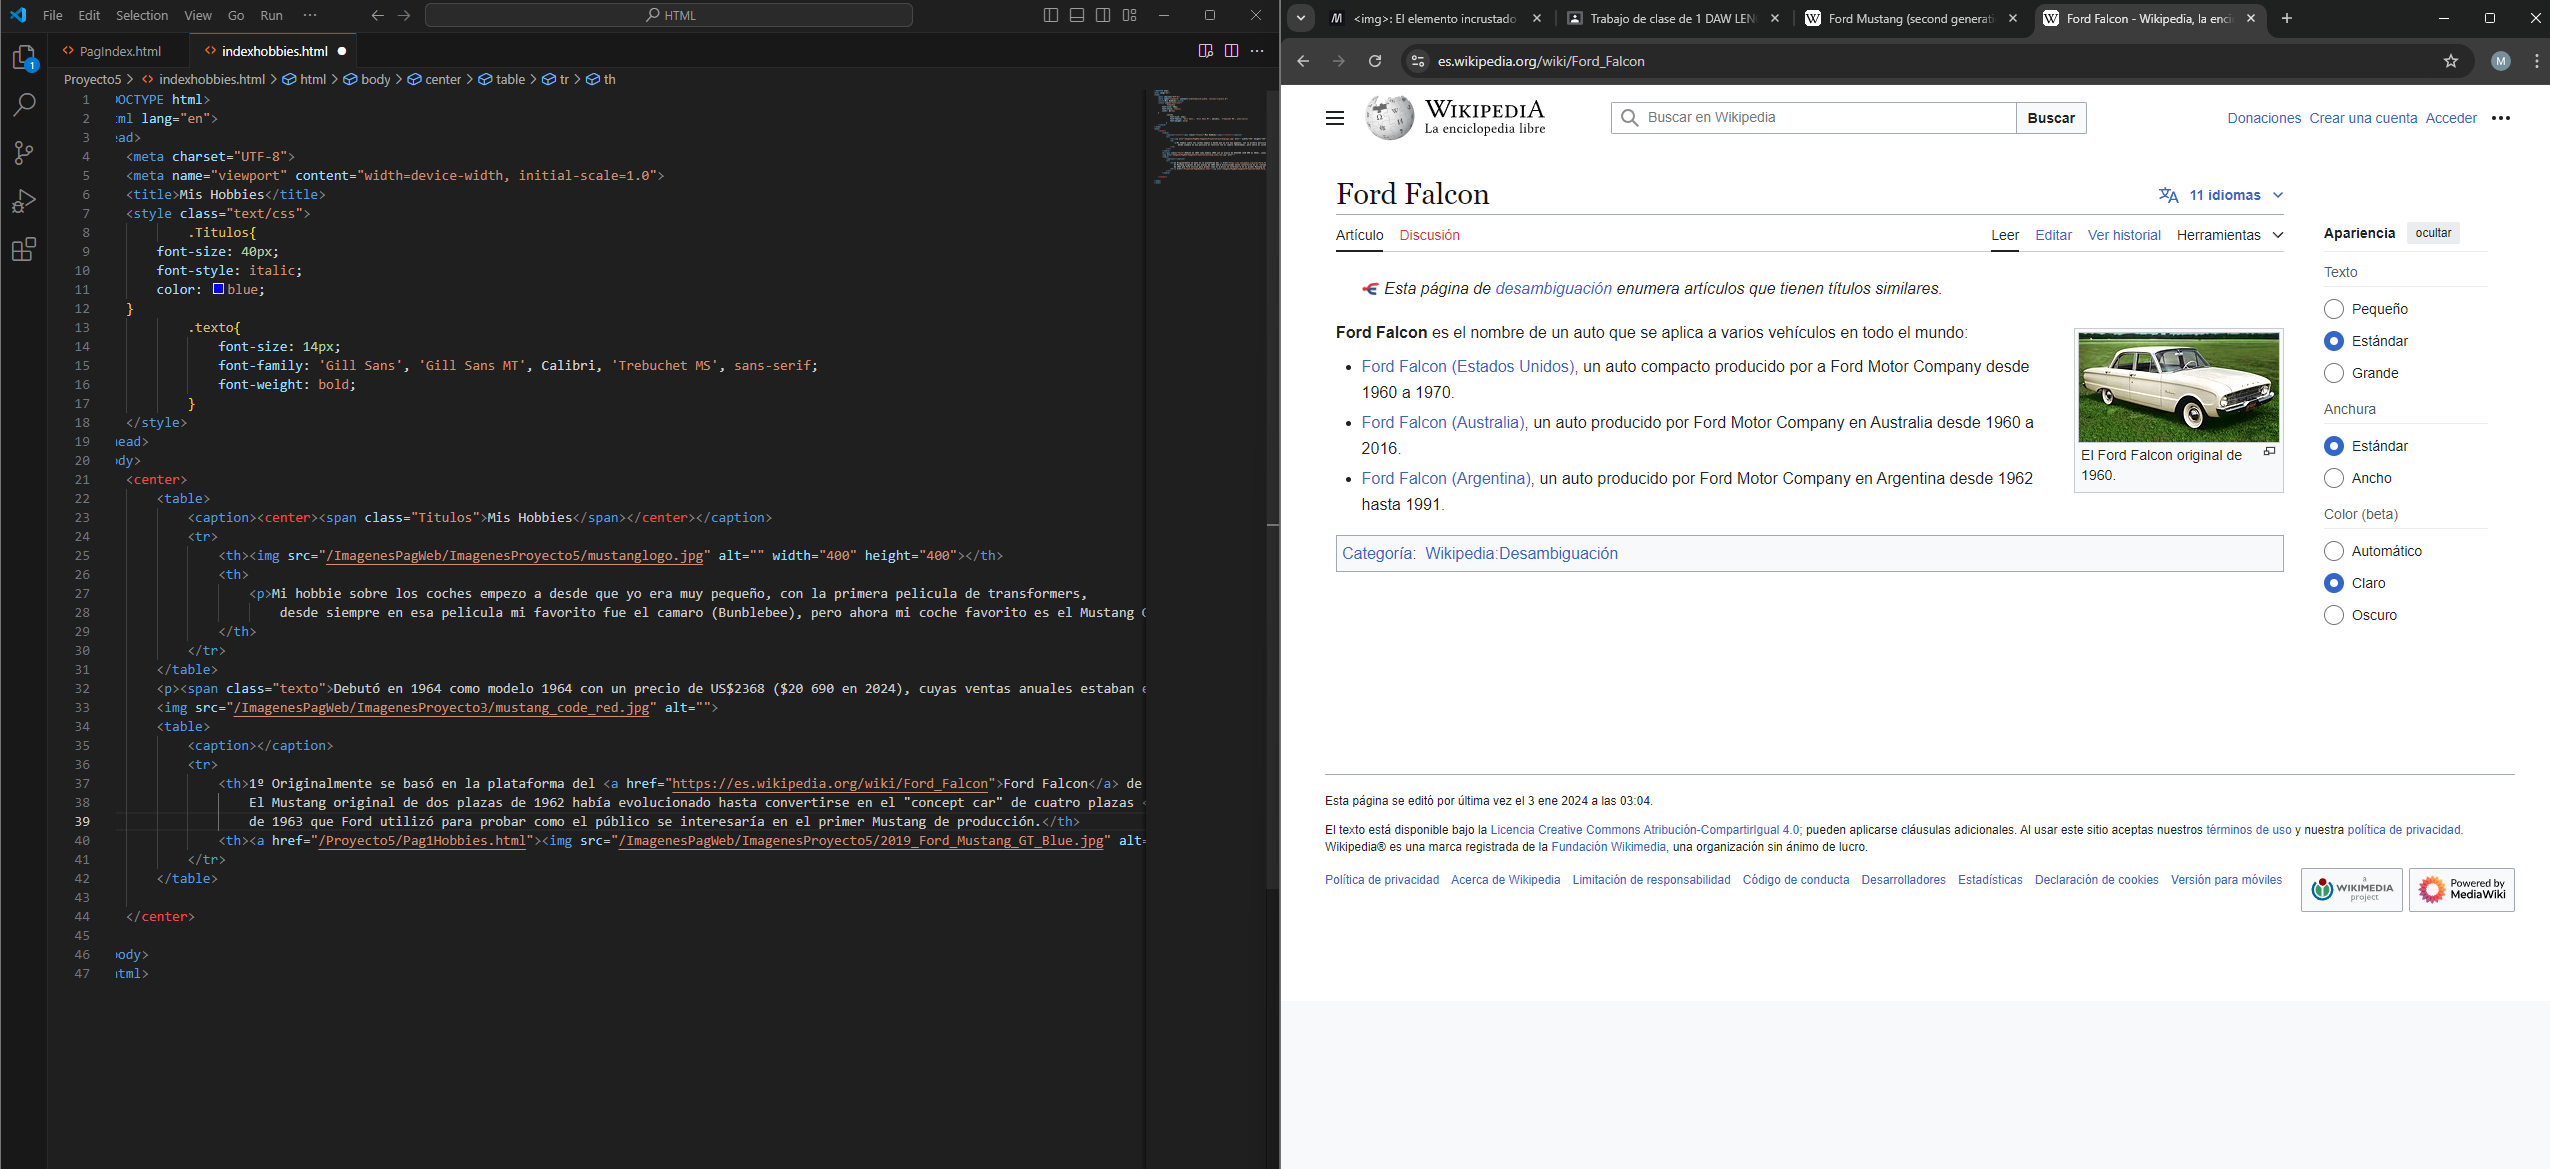 File Edit Selection View Go Run ··· HTML
PagIndex.html indexhobbies.html
Proyecto5 > indexhobbies.html > html > body > center > table > tr > th
1 OCTYPE html>
2 ml lang="en">
3 ead>
4 <meta charset="UTF-8">
5 <meta name="viewport" content="width=device-width, initial-scale=1.0">
6 <title>Mis Hobbies</title>
7 <style class="text/css">
8 .Titulos{
9 font-size: 40px;
10 font-style: italic;
11 color: blue;
12 }
13 .texto{
14 font-size: 14px;
15 font-family: 'Gill Sans', 'Gill Sans MT', Calibri, 'Trebuchet MS', sans-serif;
16 font-weight: bold;
17 }
18 </style>
19 ead>
20 dy>
21 <center>
22 <table>
23 <caption><center><span class="Titulos">Mis Hobbies</span></center></caption>
24 <tr>
25 <th><img src="/ImagenesPagWeb/ImagenesProyecto5/mustanglogo.jpg" alt="" width="400" height="400"></th>
26 <th>
27 <p>Mi hobbie sobre los coches empezo a desde que yo era muy pequeño, con la primera pelicula de transformers,
28 desde siempre en esa pelicula mi favorito fue el camaro (Bunblebee), pero ahora mi coche favorito es el Mustang
29 </th>
30 </tr>
31 </table>
32 <p><span class="texto">Debutó en 1964 como modelo 1964 con un precio de US$2368 ($20 690 en 2024), cuyas ventas anuales estaban
33 <img src="/ImagenesPagWeb/ImagenesProyecto3/mustang_code_red.jpg" alt="">
34 <table>
35 <caption></caption>
36 <tr>
37 <th>1º Originalmente se basó en la plataforma del <a href="https://es.wikipedia.org/wiki/Ford_Falcon">Ford Falcon</a> de
38 El Mustang original de dos plazas de 1962 había evolucionado hasta convertirse en el "concept car" de cuatro plazas
39 de 1963 que Ford utilizó para probar como el público se interesaría en el primer Mustang de producción.</th>
40 <th><a href="/Proyecto5/Pag1Hobbies.html"><img src="/ImagenesPagWeb/ImagenesProyecto5/2019_Ford_Mustang_GT_Blue.jpg" alt=
41 </tr>
42 </table>
43
44 </center>
45
46 ody>
47 tml>
<img>: El elemento incrustado Trabajo de clase de 1 DAW LEN Ford Mustang (second generati Ford Falcon - Wikipedia, la enci
es.wikipedia.org/wiki/Ford_Falcon
M
WIKIPEDIA
La enciclopedia libre
Buscar en Wikipedia Buscar
Donaciones Crear una cuenta Acceder
Ford Falcon
11 idiomas
Artículo Discusión Leer Editar Ver historial Herramientas
Esta página de desambiguación enumera artículos que tienen títulos similares.
Ford Falcon es el nombre de un auto que se aplica a varios vehículos en todo el mundo:
Ford Falcon (Estados Unidos), un auto compacto producido por a Ford Motor Company desde
1960 a 1970.
Ford Falcon (Australia), un auto producido por Ford Motor Company en Australia desde 1960 a
2016.
Ford Falcon (Argentina), un auto producido por Ford Motor Company en Argentina desde 1962
hasta 1991.
El Ford Falcon original de
1960.
Categoría: Wikipedia:Desambiguación
Apariencia ocultar
Texto
Pequeño
Estándar
Grande
Anchura
Estándar
Ancho
Color (beta)
Automático
Claro
Oscuro
Esta página se editó por última vez el 3 ene 2024 a las 03:04.
El texto está disponible bajo la Licencia Creative Commons Atribución-CompartirIgual 4.0; pueden aplicarse cláusulas adicionales. Al usar este sitio aceptas nuestros términos de uso y nuestra política de privacidad.
Wikipedia® es una marca registrada de la Fundación Wikimedia, una organización sin ánimo de lucro.
Política de privacidad Acerca de Wikipedia Limitación de responsabilidad Código de conducta Desarrolladores Estadísticas Declaración de cookies Versión para móviles
A WIKIMEDIA project
Powered by MediaWiki